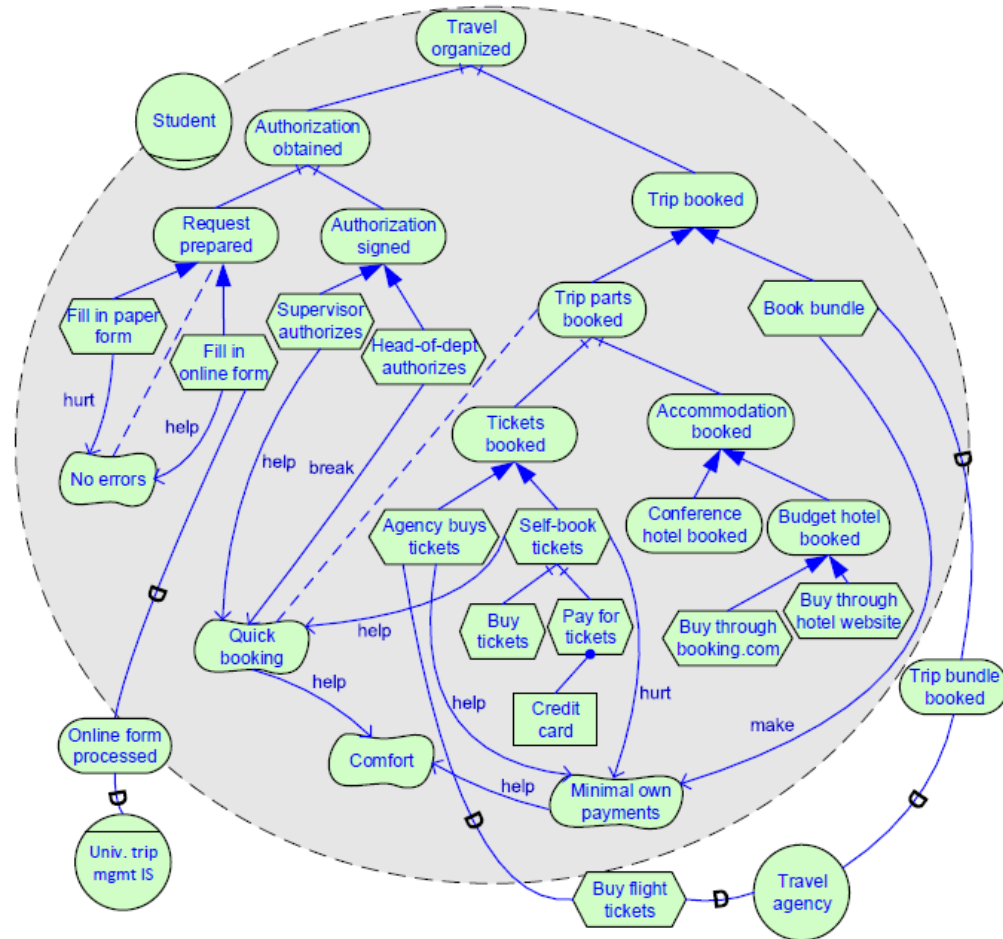 Travel
organized
Student
Authorization
obtained
Trip booked
Request
prepared
Authorization
signed
Fill in paper
form
Supervisor
authorizes
Trip parts
booked
Book bundle
Fill in
online form
Head-of-dept
authorizes
hurt
help
Tickets
booked
Accommodation
booked
No errors
help
break
D
Agency buys
tickets
Self-book
tickets
Conference
hotel booked
Budget hotel
booked
D
Quick
booking
help
Buy
tickets
Pay for
tickets
Buy through
booking.com
Buy through
hotel website
help
help
hurt
Credit
card
Trip bundle
booked
make
Online form
processed
Comfort
help
Minimal own
payments
D
D
D
Univ. trip
mgmt IS
Buy flight
tickets
D
Travel
agency